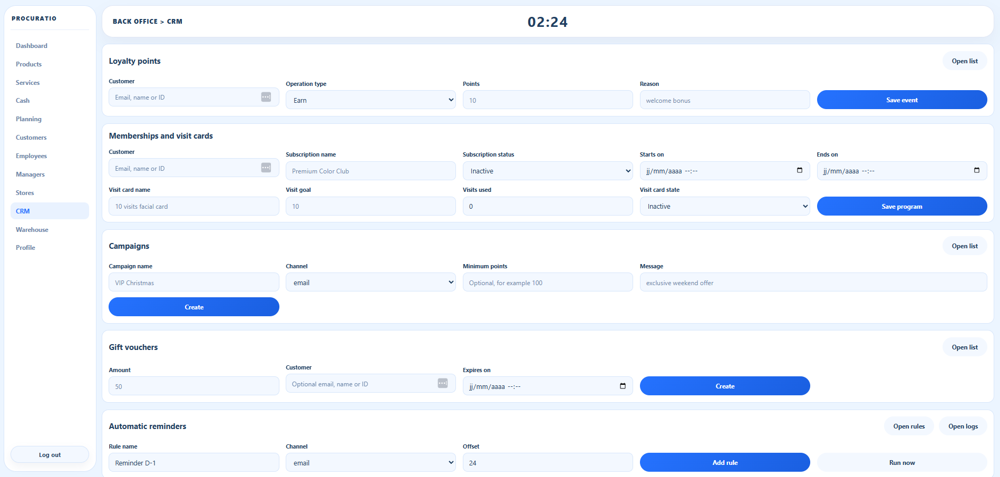 PROCURATIO
Dashboard
Products
Services
Cash
Planning
Customers
Employees
Managers
Stores
CRM
Warehouse
Profile
Log out
BACK OFFICE > CRM
02:24
Loyalty points
Open list
Customer
Operation type
Points
Reason
Email, name or ID
Earn
10
welcome bonus
Save event
Memberships and visit cards
Customer
Subscription name
Subscription status
Starts on
Ends on
Email, name or ID
Premium Color Club
Inactive
jj/mm/aaaa --:--
jj/mm/aaaa --:--
Visit card name
Visit goal
Visits used
Visit card state
10 visits facial card
10
0
Inactive
Save program
Campaigns
Open list
Campaign name
Channel
Minimum points
Message
VIP Christmas
email
Optional, for example 100
exclusive weekend offer
Create
Gift vouchers
Open list
Amount
Customer
Expires on
50
Optional email, name or ID
jj/mm/aaaa --:--
Create
Automatic reminders
Open rules
Open logs
Rule name
Channel
Offset
Reminder D-1
email
24
Add rule
Run now